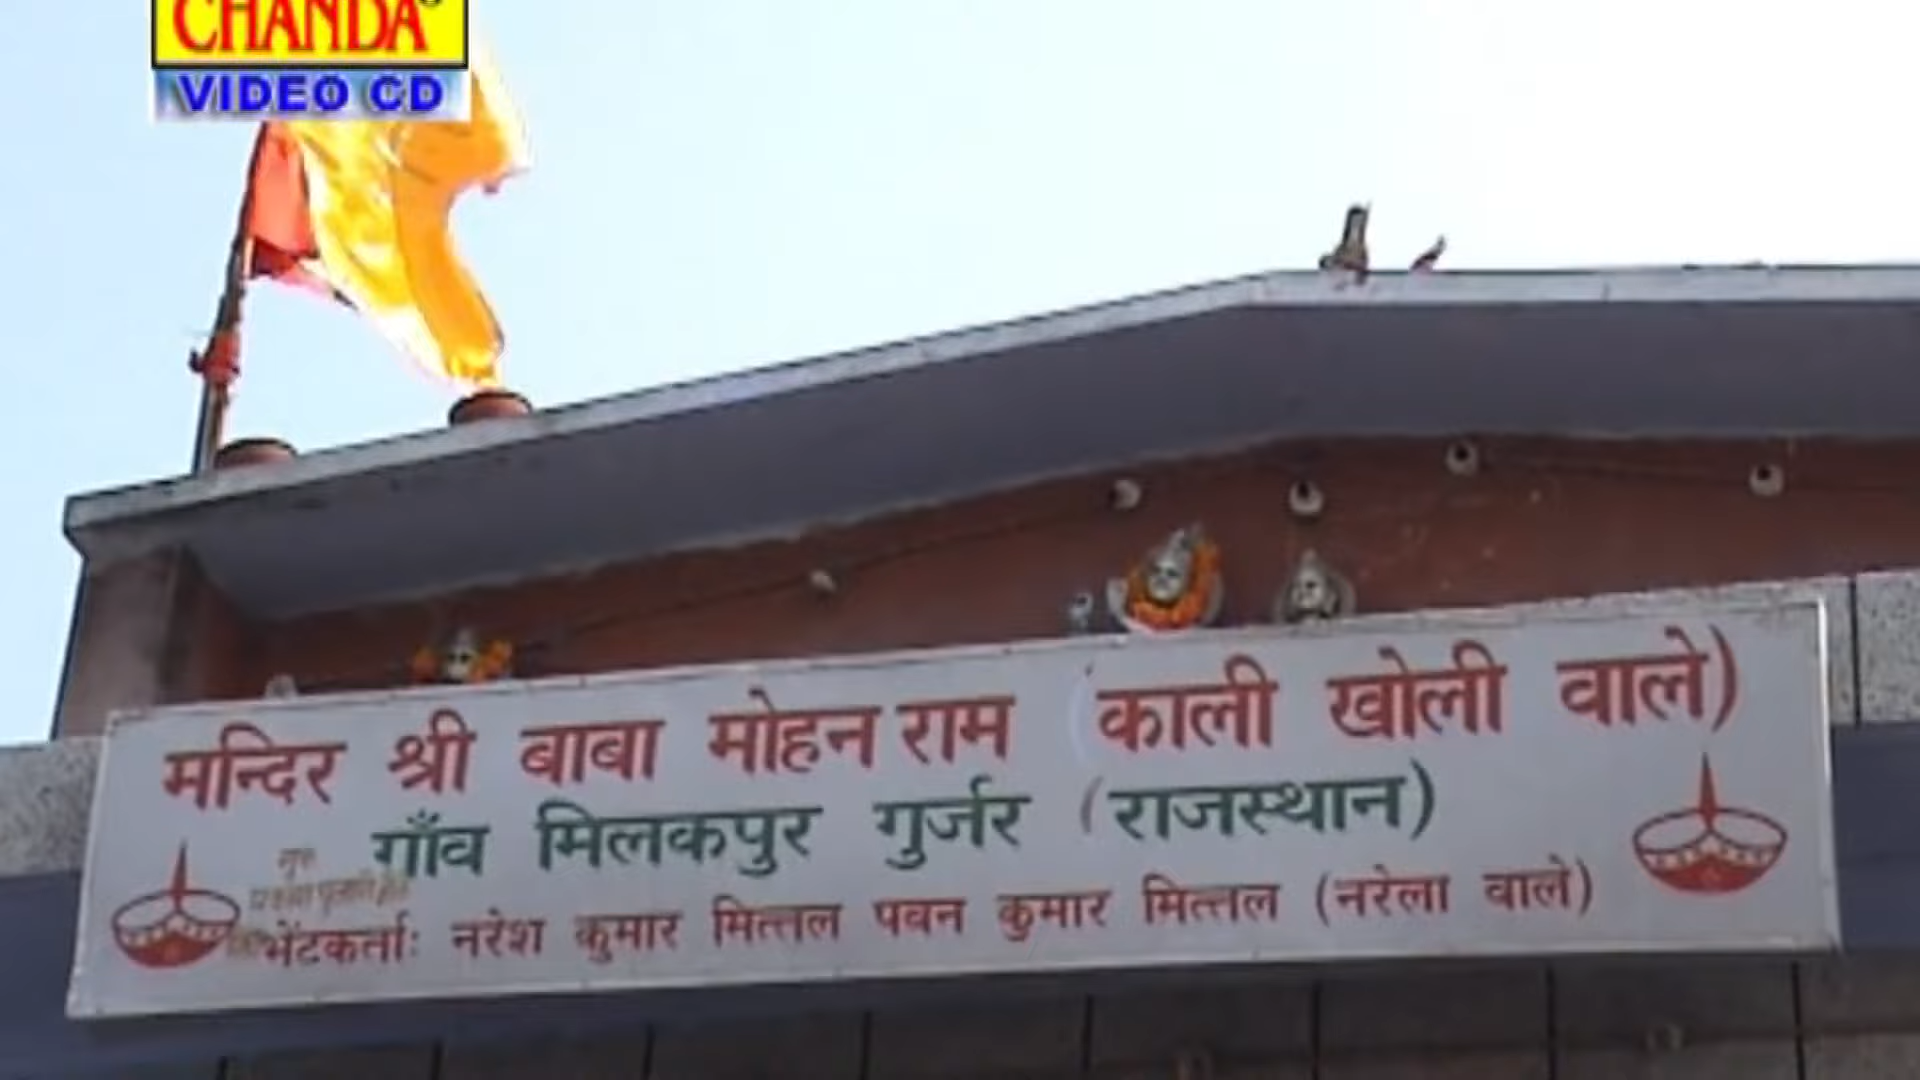 CHANDA
VIDEO CD
मन्दिर श्री बाबा मोहन राम (काली खोली वाले)
गाँव मिलकपुर गुर्जर (राजस्थान)
भेंटकर्ताः नरेश कुमार मित्तल पवन कुमार मित्तल (नरेला वाले)